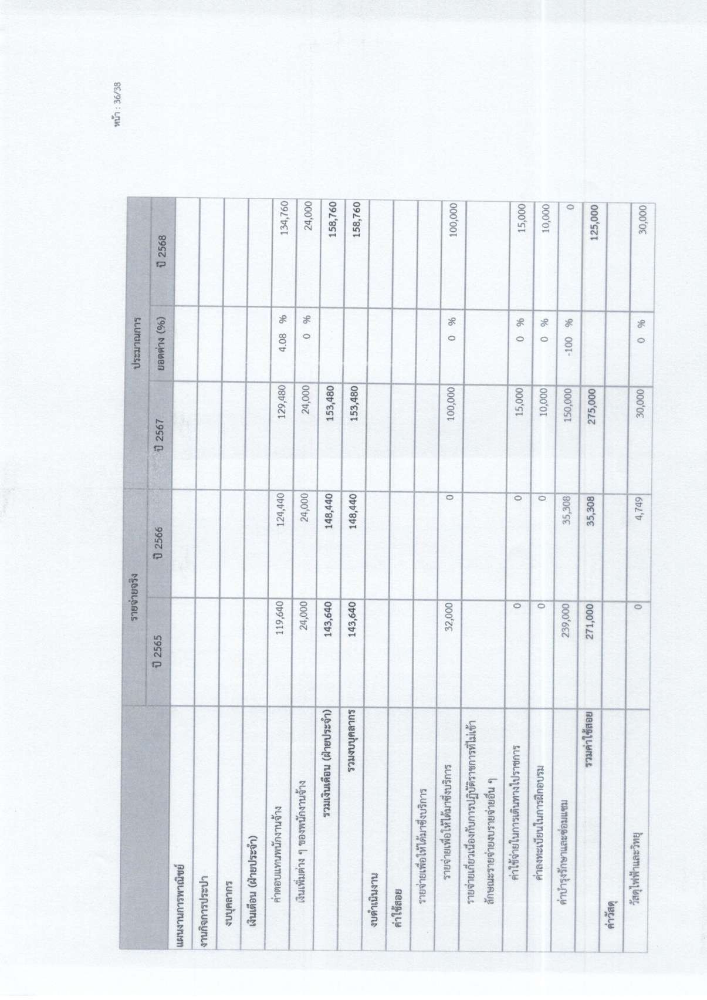 หน้า : 36/38
รายจ่ายจริง ประมาณการ
ปี 2565 ปี 2566 ปี 2567 ยอดต่าง (%) ปี 2568
แผนงานการพาณิชย์
งานกิจการประปา
งบบุคลากร
เงินเดือน (ฝ่ายประจำ)
ค่าตอบแทนพนักงานจ้าง 119,640 124,440 129,480 4.08 % 134,760
เงินเพิ่มต่าง ๆ ของพนักงานจ้าง 24,000 24,000 24,000 0 % 24,000
รวมเงินเดือน (ฝ่ายประจำ) 143,640 148,440 153,480 158,760
รวมงบบุคลากร 143,640 148,440 153,480 158,760
งบดำเนินงาน
ค่าใช้สอย
รายจ่ายเพื่อให้ได้มาซึ่งบริการ
รายจ่ายเพื่อให้ได้มาซึ่งบริการ 32,000 0 100,000 0 % 100,000
รายจ่ายเกี่ยวเนื่องกับการปฏิบัติราชการที่ไม่เข้า
ลักษณะรายจ่ายงบรายจ่ายอื่น ๆ
ค่าใช้จ่ายในการเดินทางไปราชการ 0 0 15,000 0 % 15,000
ค่าลงทะเบียนในการฝึกอบรม 0 0 10,000 0 % 10,000
ค่าบำรุงรักษาและซ่อมแซม 239,000 35,308 150,000 -100 % 0
รวมค่าใช้สอย 271,000 35,308 275,000 125,000
ค่าวัสดุ
วัสดุไฟฟ้าและวิทยุ 0 4,749 30,000 0 % 30,000